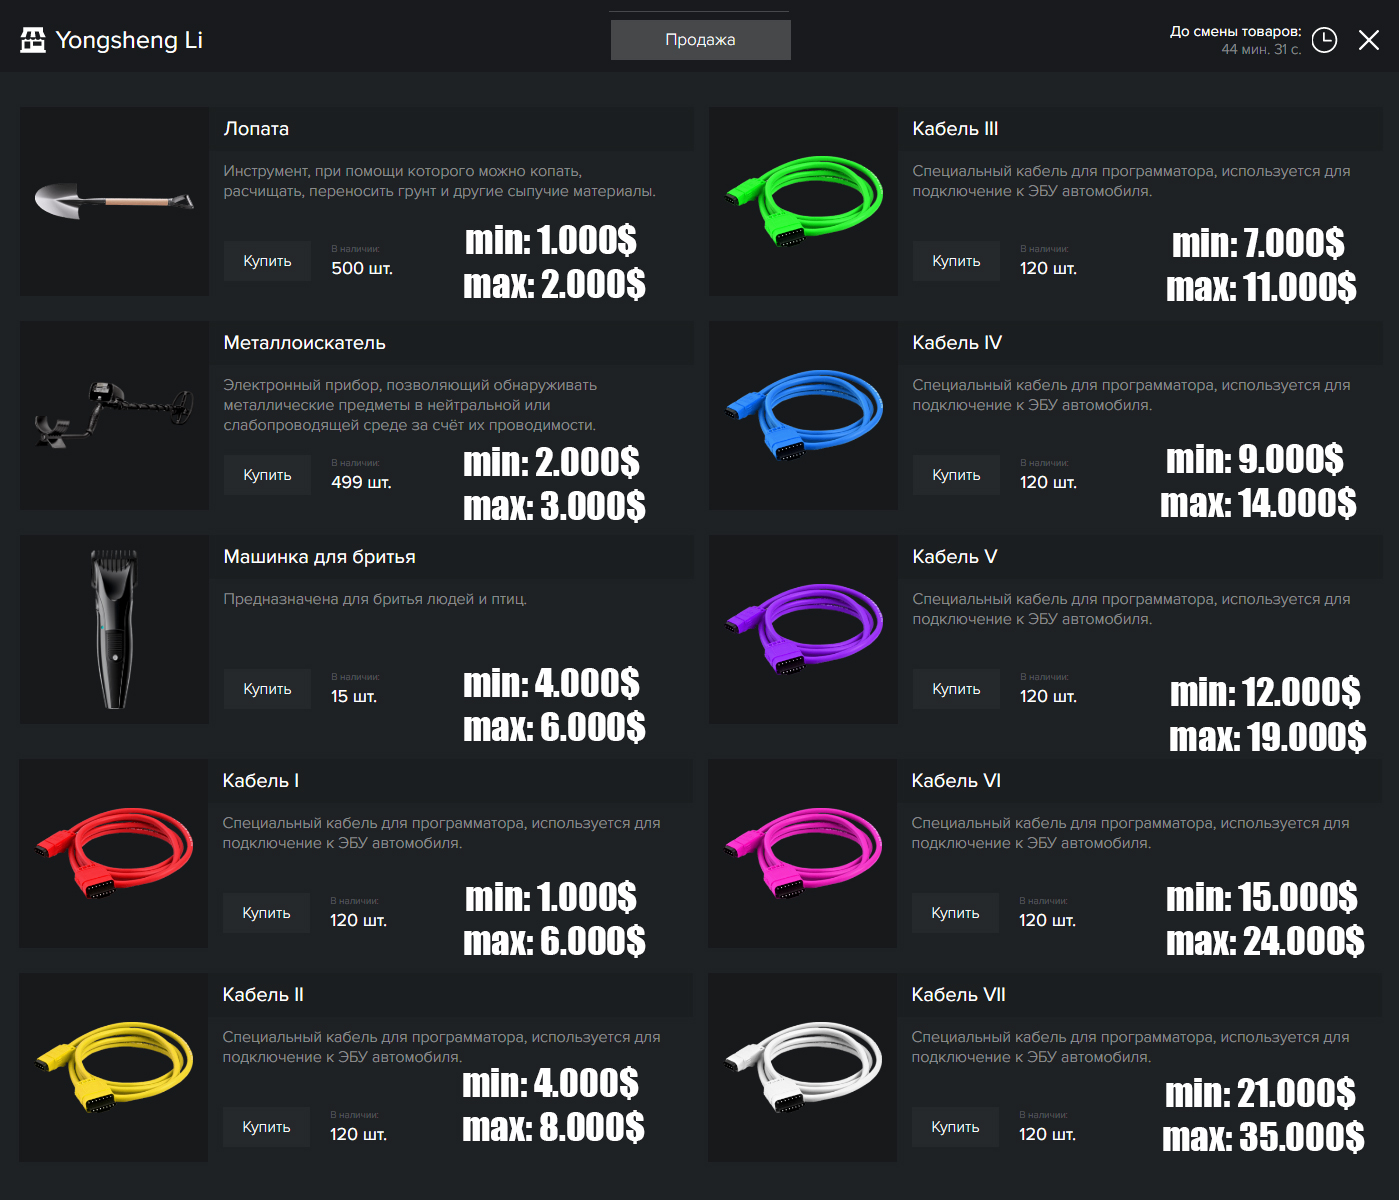 Yongsheng Li
Продажа
До смены товаров:
44 мин. 31 с.
Лопата
Инструмент, при помощи которого можно копать,
расчищать, переносить грунт и другие сыпучие материалы.
Купить
В наличии:
500 шт.
min: 1.000$
max: 2.000$
Кабель III
Специальный кабель для программатора, используется для
подключение к ЭБУ автомобиля.
Купить
В наличии:
120 шт.
min: 7.000$
max: 11.000$
Металлоискатель
Электронный прибор, позволяющий обнаруживать
металлические предметы в нейтральной или
слабопроводящей среде за счёт их проводимости.
Купить
В наличии:
499 шт.
min: 2.000$
max: 3.000$
Кабель IV
Специальный кабель для программатора, используется для
подключение к ЭБУ автомобиля.
Купить
В наличии:
120 шт.
min: 9.000$
max: 14.000$
Машинка для бритья
Предназначена для бритья людей и птиц.
Купить
В наличии:
15 шт.
min: 4.000$
max: 6.000$
Кабель V
Специальный кабель для программатора, используется для
подключение к ЭБУ автомобиля.
Купить
В наличии:
120 шт.
min: 12.000$
max: 19.000$
Кабель I
Специальный кабель для программатора, используется для
подключение к ЭБУ автомобиля.
Купить
В наличии:
120 шт.
min: 1.000$
max: 6.000$
Кабель VI
Специальный кабель для программатора, используется для
подключение к ЭБУ автомобиля.
Купить
В наличии:
120 шт.
min: 15.000$
max: 24.000$
Кабель II
Специальный кабель для программатора, используется для
подключение к ЭБУ автомобиля.
Купить
В наличии:
120 шт.
min: 4.000$
max: 8.000$
Кабель VII
Специальный кабель для программатора, используется для
подключение к ЭБУ автомобиля.
Купить
В наличии:
120 шт.
min: 21.000$
max: 35.000$